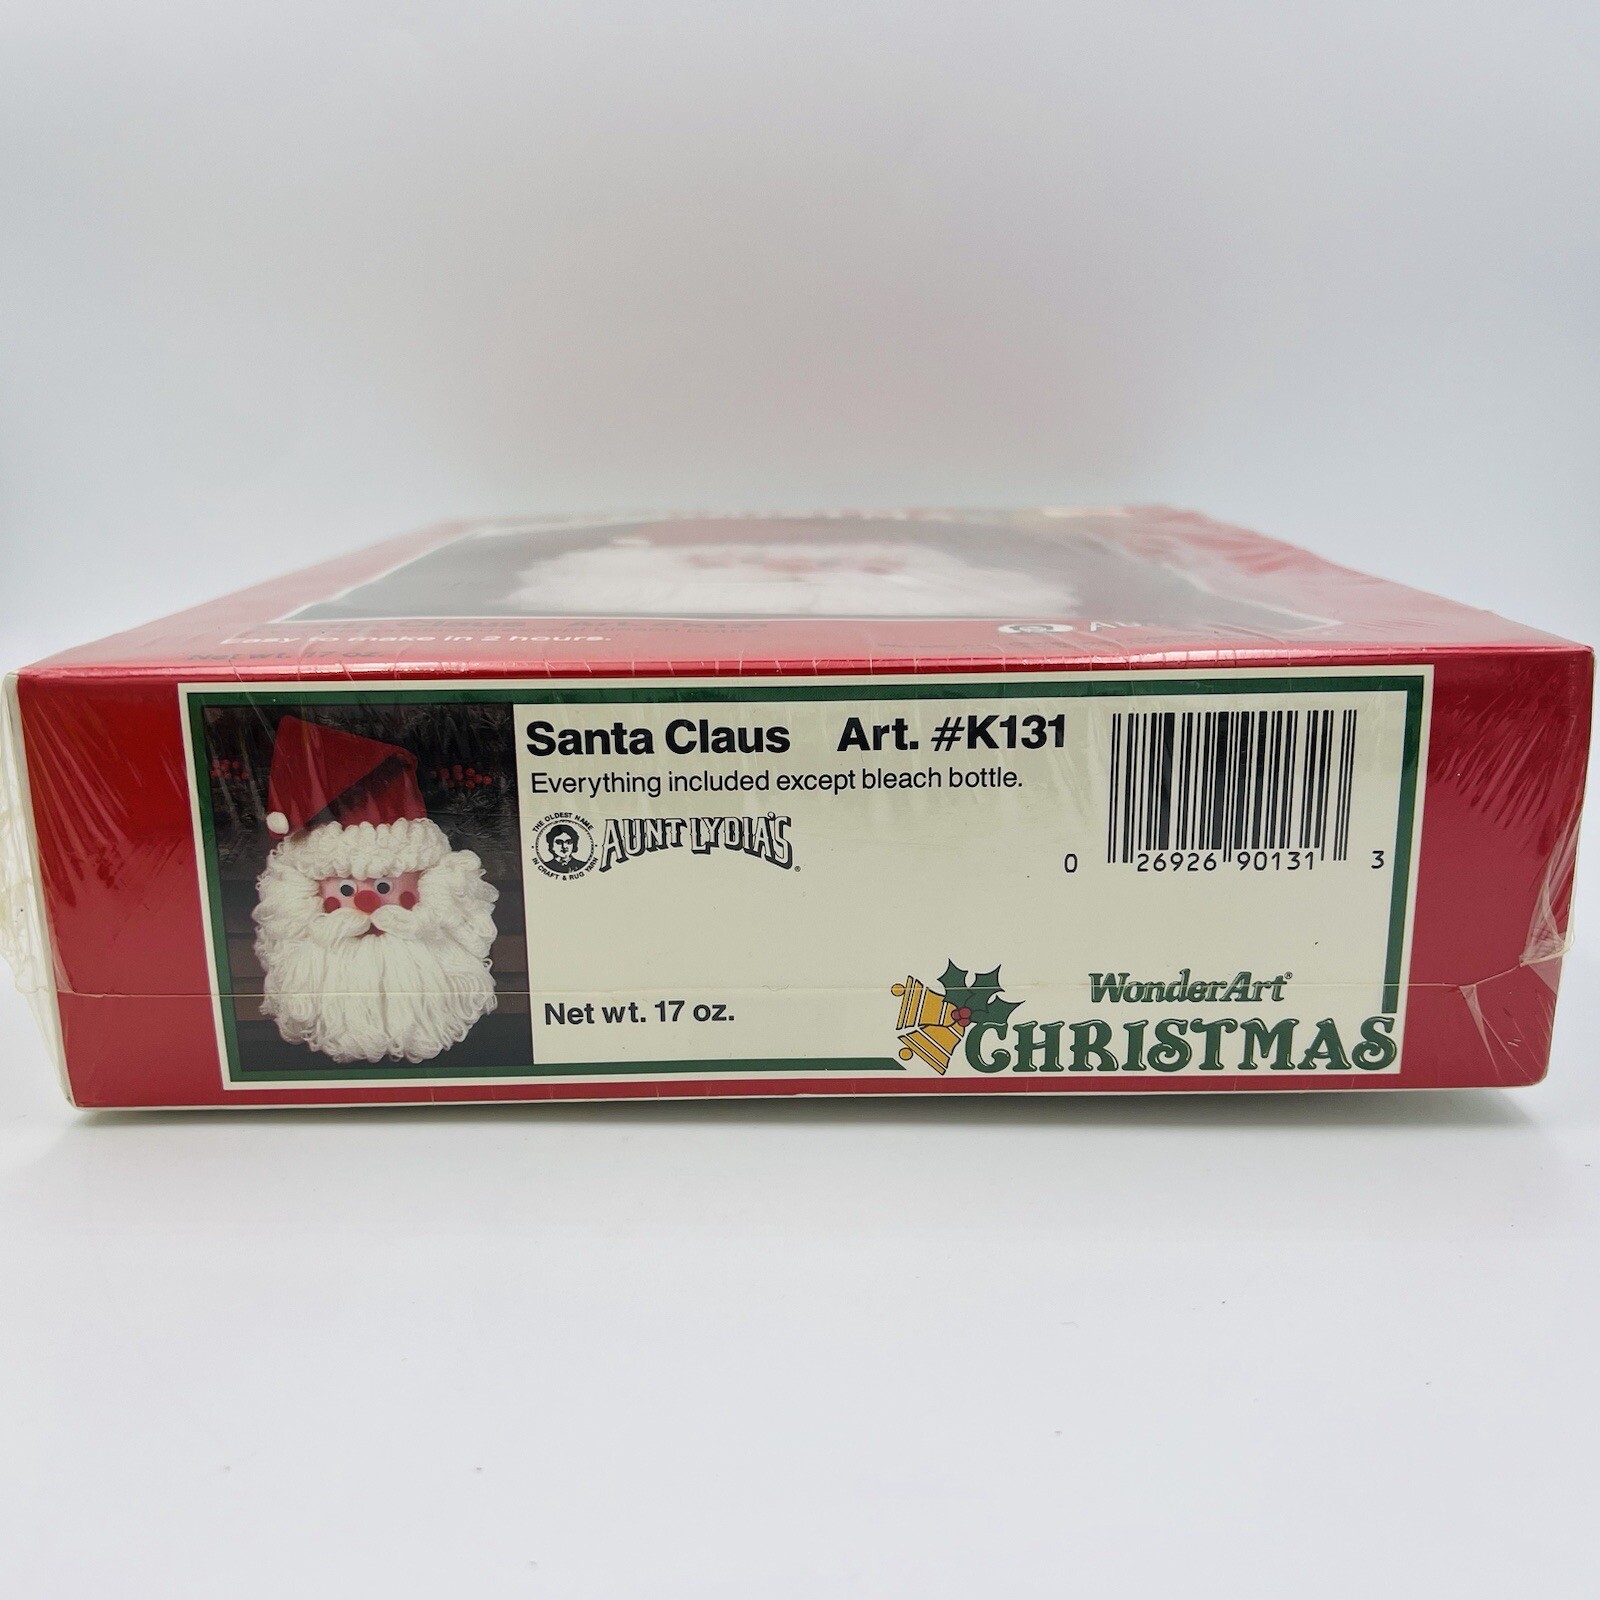 Easy to make in 2 hours.
Net wt. 17 oz.
Santa Claus Art. #K131
Everything included except bleach bottle.
THE OLDEST NAME
IN CRAFT & RUG YARN
AUNT LYDIA'S®
0 26926 90131 3
Net wt. 17 oz.
WonderArt®
CHRISTMAS